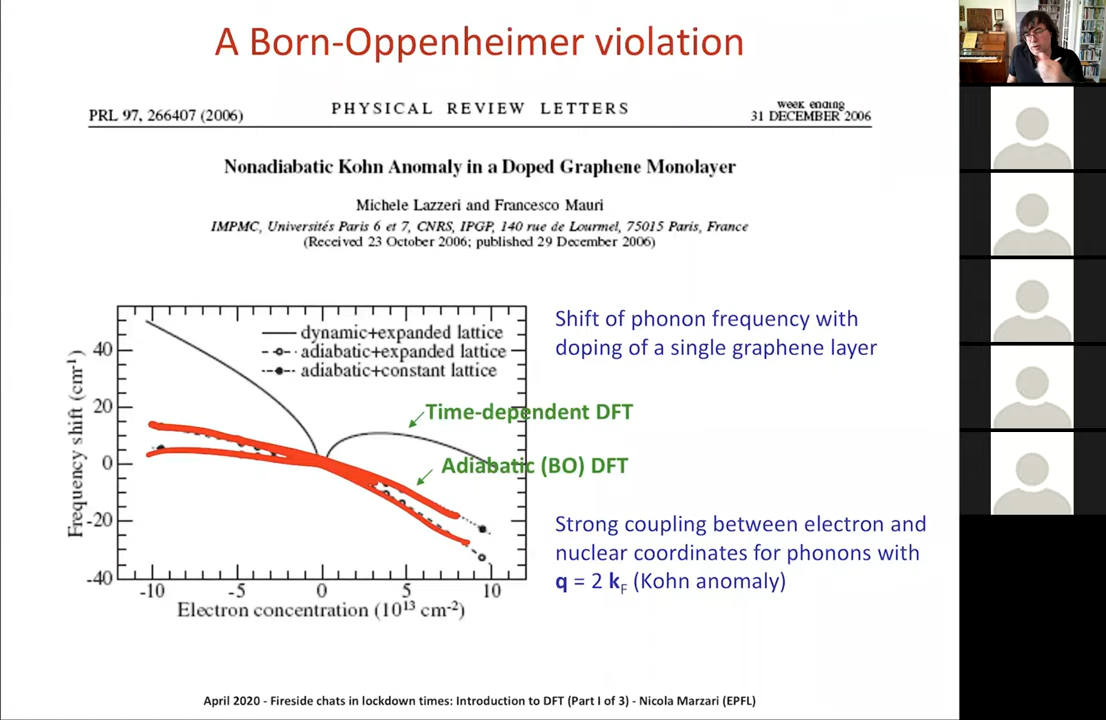 A Born-Oppenheimer violation
PRL 97, 266407 (2006)
PHYSICAL REVIEW LETTERS
week ending
31 DECEMBER 2006
Nonadiabatic Kohn Anomaly in a Doped Graphene Monolayer
Michele Lazzeri and Francesco Mauri
IMPMC, Universités Paris 6 et 7, CNRS, IPGP, 140 rue de Lourmel, 75015 Paris, France
(Received 23 October 2006; published 29 December 2006)
Frequency shift (cm-1)
40
20
0
-20
-40
dynamic+expanded lattice
adiabatic+expanded lattice
adiabatic+constant lattice
Time-dependent DFT
Adiabatic (BO) DFT
-10 -5 0 5 10
Electron concentration (10¹³ cm⁻²)
Shift of phonon frequency with
doping of a single graphene layer
Strong coupling between electron and
nuclear coordinates for phonons with
q = 2 kF (Kohn anomaly)
April 2020 - Fireside chats in lockdown times: Introduction to DFT (Part I of 3) - Nicola Marzari (EPFL)